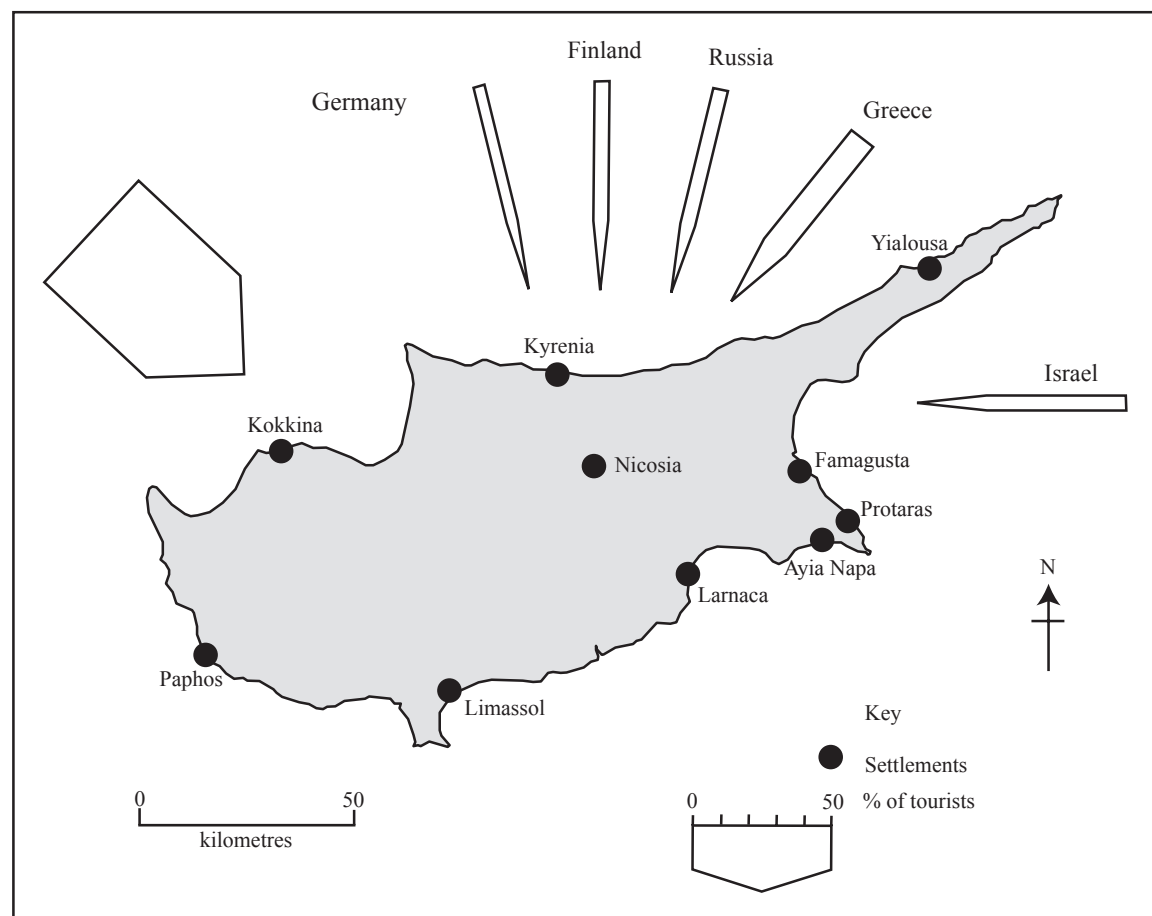 Finland
Russia
Germany
Greece
Yialousa
Kyrenia
Israel
Kokkina
Nicosia
Famagusta
Protaras
Ayia Napa
N
Larnaca
Paphos
Limassol
Key
Settlements
0 50
kilometres
0 50 % of tourists